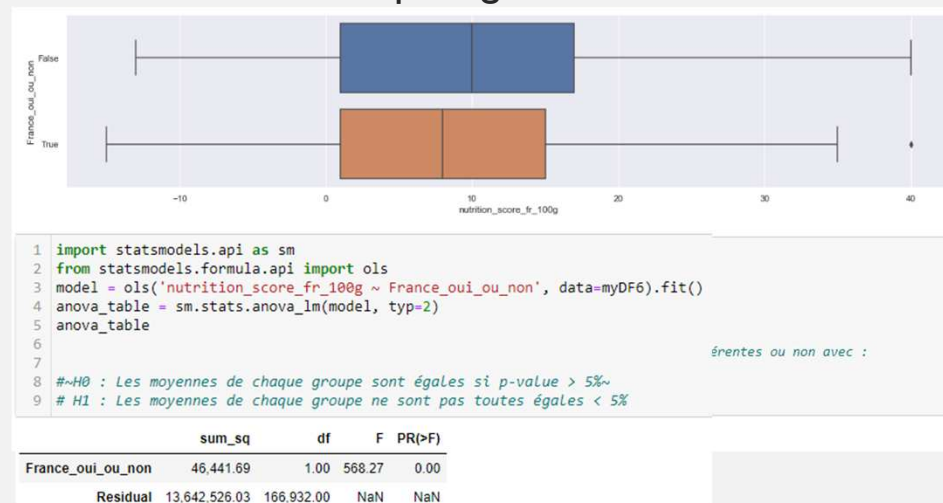 False
France_oui_ou_non
True
−10 0 10 20 30 40
nutrition_score_fr_100g
1 import statsmodels.api as sm
2 from statsmodels.formula.api import ols
3 model = ols('nutrition_score_fr_100g ~ France_oui_ou_non', data=myDF6).fit()
4 anova_table = sm.stats.anova_lm(model, typ=2)
5 anova_table
6
érentes ou non avec :
7
8 #~H0 : Les moyennes de chaque groupe sont égales si p-value > 5%~
9 # H1 : Les moyennes de chaque groupe ne sont pas toutes égales < 5%
sum_sq df F PR(>F)
France_oui_ou_non 46,441.69 1.00 568.27 0.00
Residual 13,642,526.03 166,932.00 NaN NaN